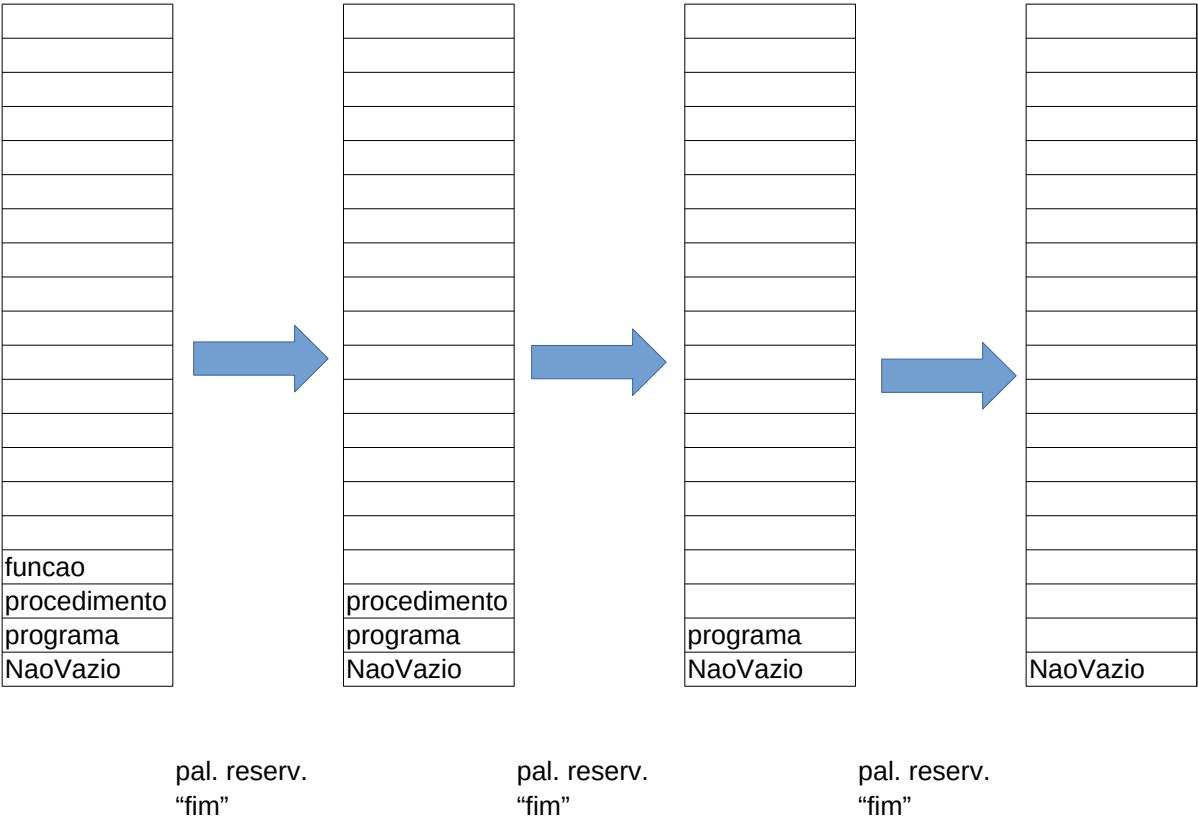 funcao
procedimento
programa
NaoVazio
procedimento
programa
NaoVazio
programa
NaoVazio
NaoVazio
pal. reserv.
“fim”
pal. reserv.
“fim”
pal. reserv.
“fim”